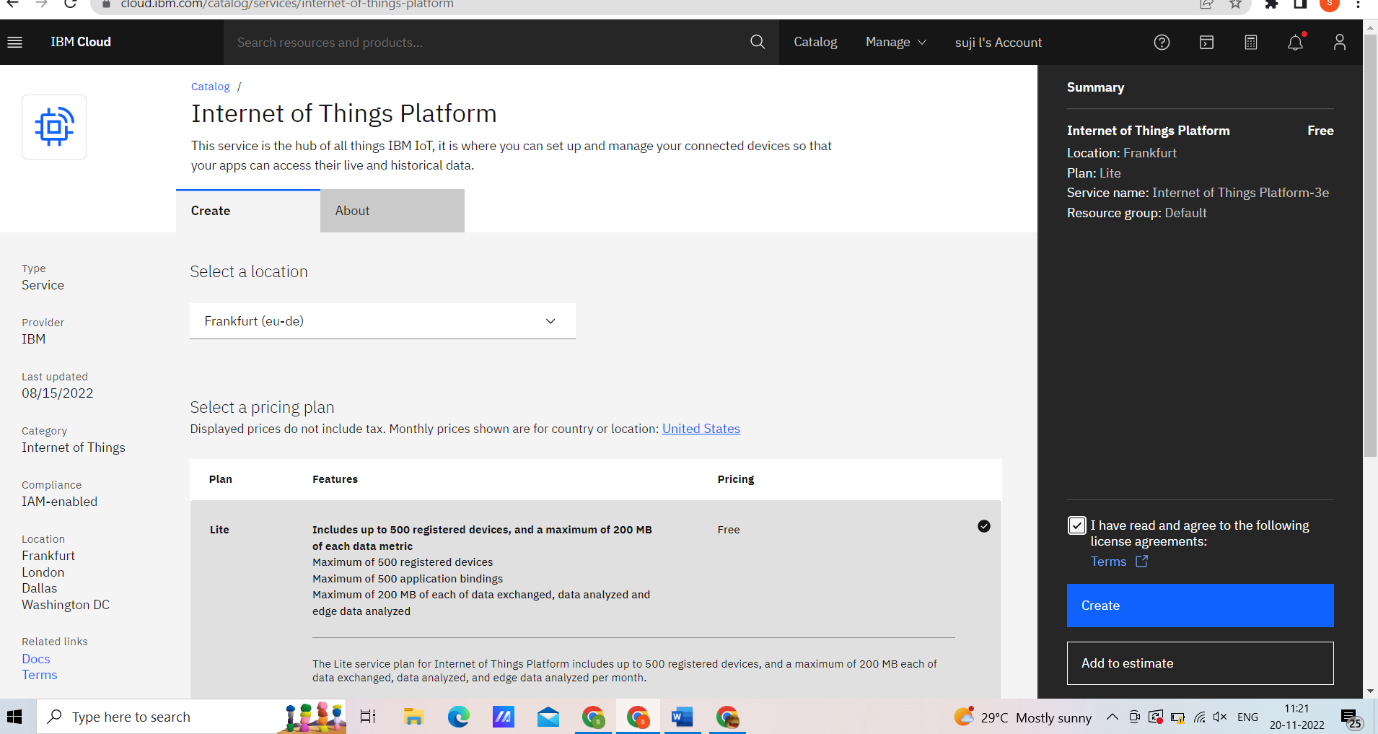 cloud.ibm.com/catalog/services/internet-of-things-platform
S
IBM Cloud
Search resources and products...
Catalog
Manage
suji l's Account
Catalog /
Internet of Things Platform
This service is the hub of all things IBM IoT, it is where you can set up and manage your connected devices so that
your apps can access their live and historical data.
Create
About
Type
Service
Provider
IBM
Last updated
08/15/2022
Category
Internet of Things
Compliance
IAM-enabled
Location
Frankfurt
London
Dallas
Washington DC
Related links
Docs
Terms
Select a location
Frankfurt (eu-de)
Select a pricing plan
Displayed prices do not include tax. Monthly prices shown are for country or location: United States
Plan Features Pricing
Lite
Includes up to 500 registered devices, and a maximum of 200 MB
of each data metric
Maximum of 500 registered devices
Maximum of 500 application bindings
Maximum of 200 MB of each of data exchanged, data analyzed and
edge data analyzed
Free
The Lite service plan for Internet of Things Platform includes up to 500 registered devices, and a maximum of 200 MB each of
data exchanged, data analyzed, and edge data analyzed per month.
Summary
Internet of Things Platform Free
Location: Frankfurt
Plan: Lite
Service name: Internet of Things Platform-3e
Resource group: Default
I have read and agree to the following
license agreements:
Terms
Create
Add to estimate
Type here to search
29°C Mostly sunny
ENG
11:21
20-11-2022
25